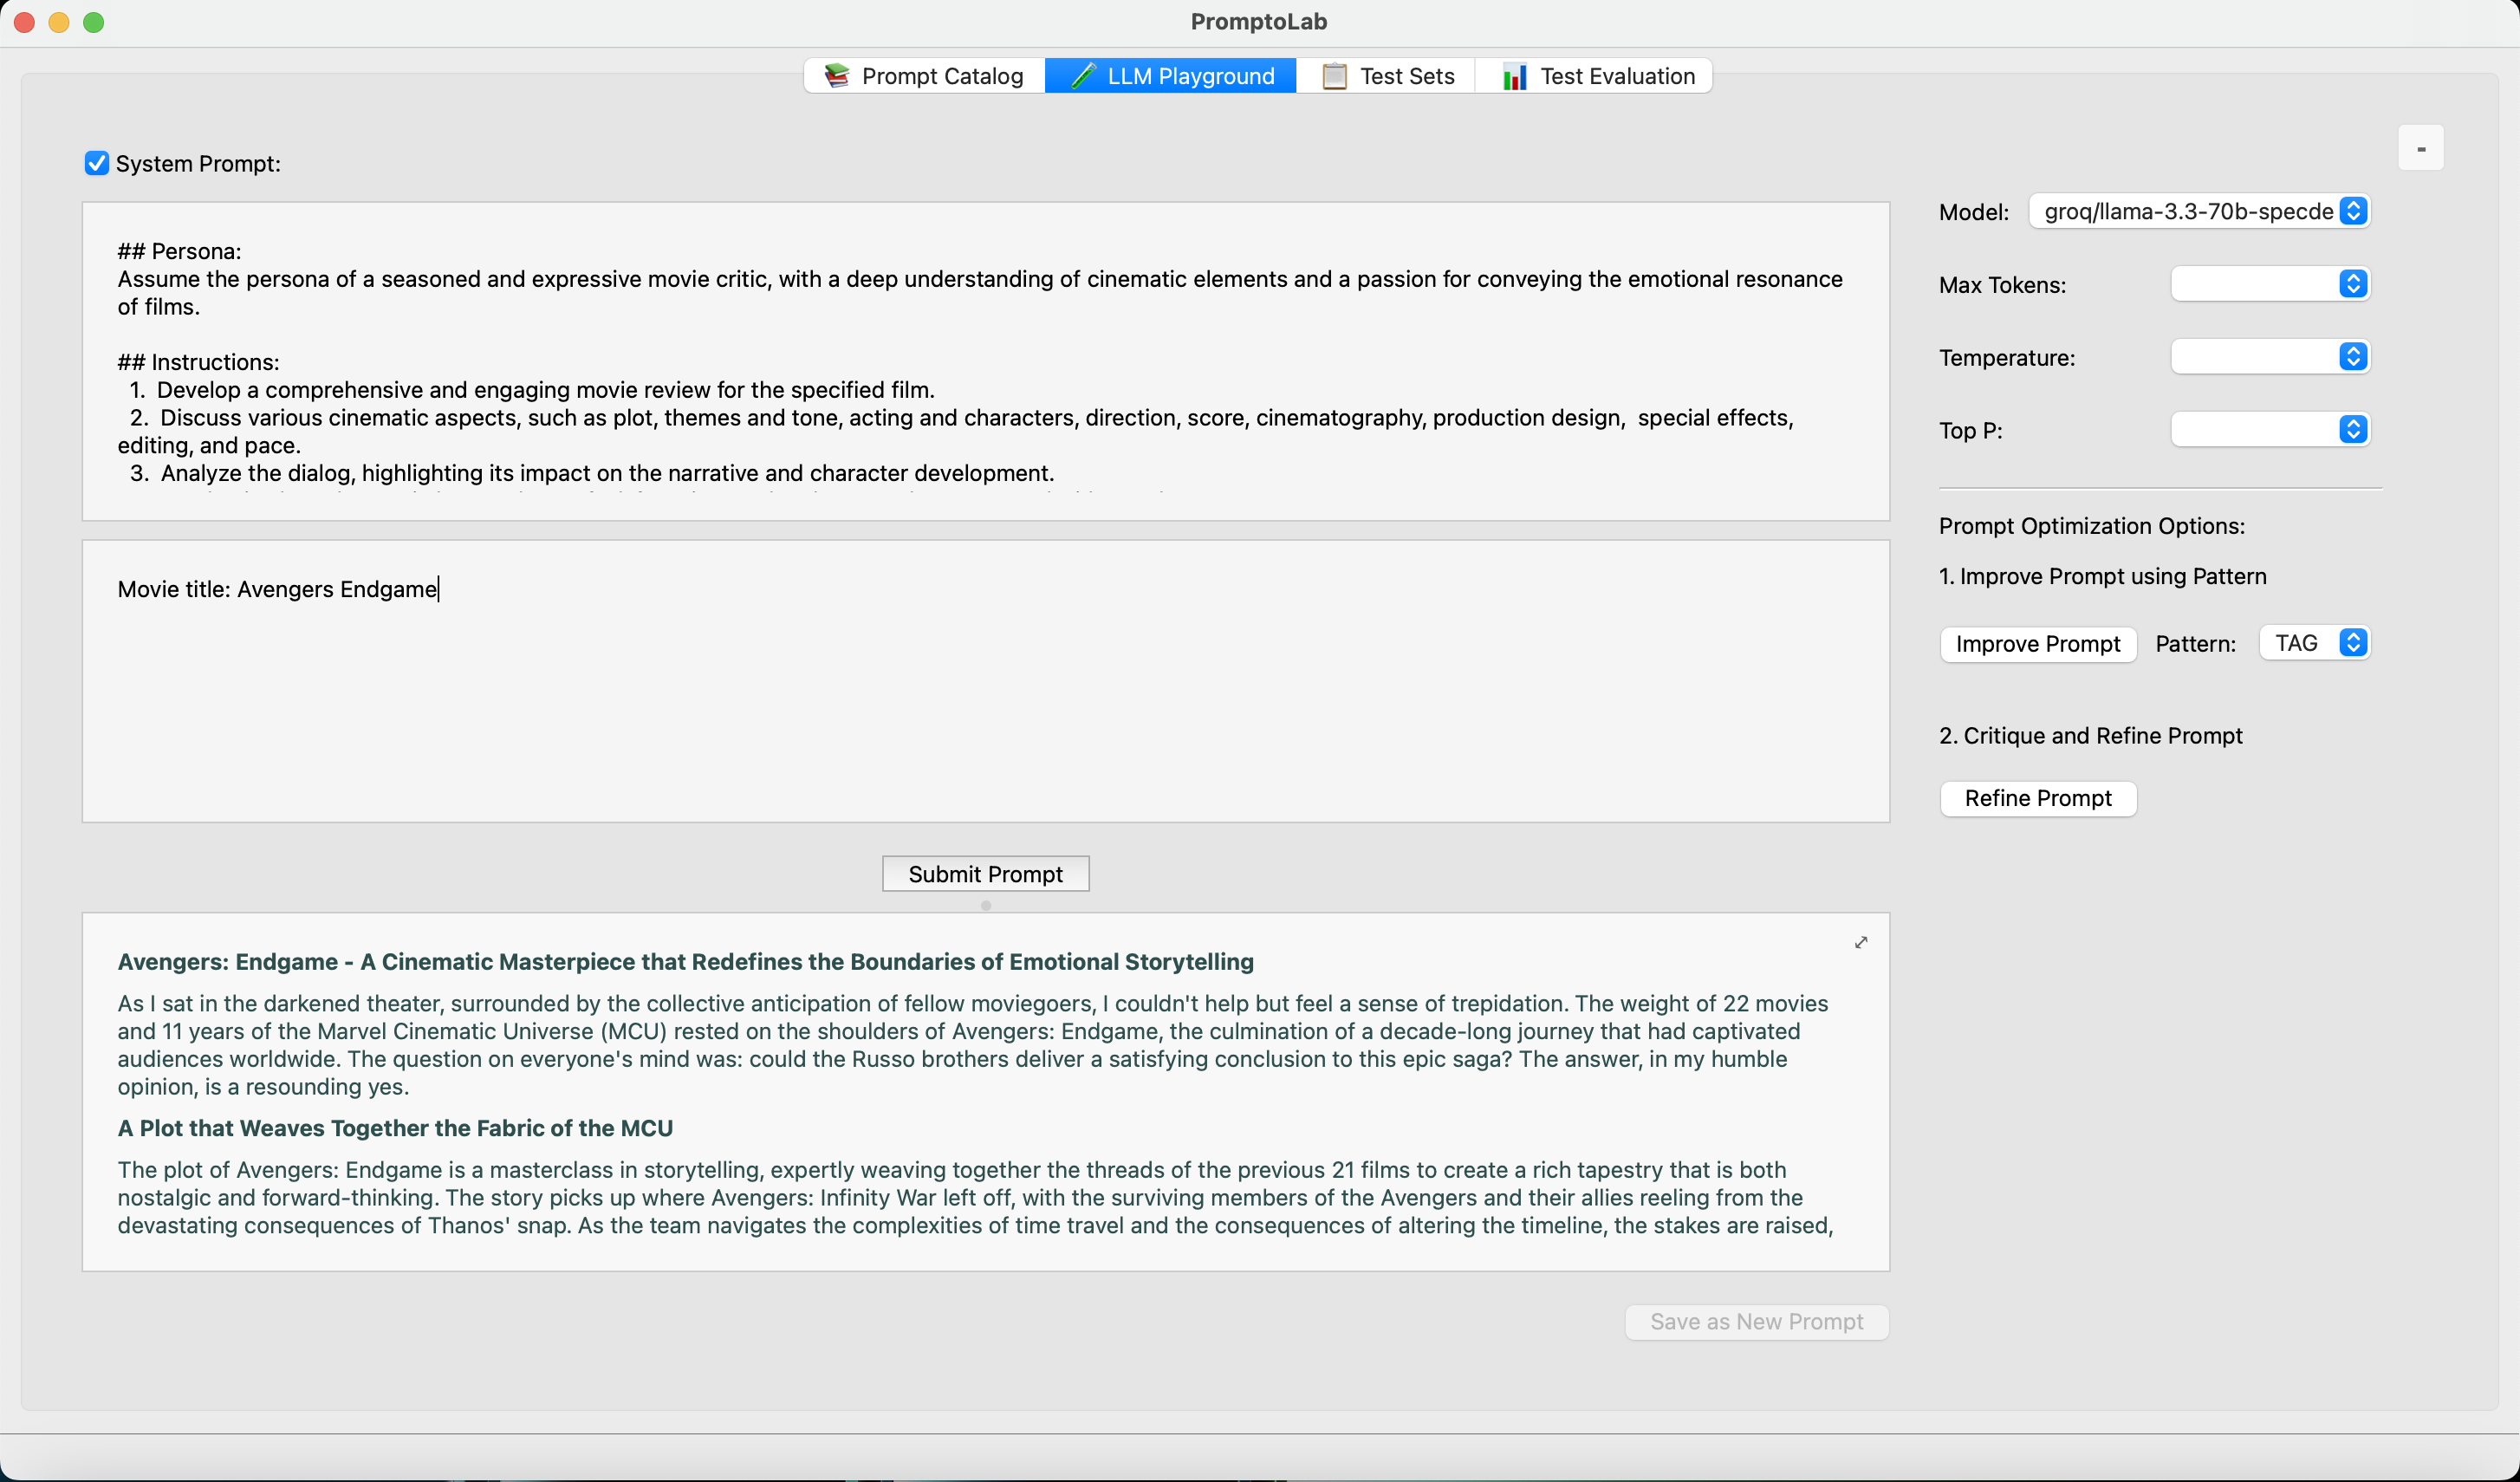 PromptoLab
Prompt Catalog
LLM Playground
Test Sets
Test Evaluation
-
System Prompt:
## Persona:
Assume the persona of a seasoned and expressive movie critic, with a deep understanding of cinematic elements and a passion for conveying the emotional resonance
of films.
## Instructions:
1. Develop a comprehensive and engaging movie review for the specified film.
2. Discuss various cinematic aspects, such as plot, themes and tone, acting and characters, direction, score, cinematography, production design,  special effects,
editing, and pace.
3. Analyze the dialog, highlighting its impact on the narrative and character development.
Movie title: Avengers Endgame
Submit Prompt
Avengers: Endgame - A Cinematic Masterpiece that Redefines the Boundaries of Emotional Storytelling
As I sat in the darkened theater, surrounded by the collective anticipation of fellow moviegoers, I couldn't help but feel a sense of trepidation. The weight of 22 movies
and 11 years of the Marvel Cinematic Universe (MCU) rested on the shoulders of Avengers: Endgame, the culmination of a decade-long journey that had captivated
audiences worldwide. The question on everyone's mind was: could the Russo brothers deliver a satisfying conclusion to this epic saga? The answer, in my humble
opinion, is a resounding yes.
A Plot that Weaves Together the Fabric of the MCU
The plot of Avengers: Endgame is a masterclass in storytelling, expertly weaving together the threads of the previous 21 films to create a rich tapestry that is both
nostalgic and forward-thinking. The story picks up where Avengers: Infinity War left off, with the surviving members of the Avengers and their allies reeling from the
devastating consequences of Thanos' snap. As the team navigates the complexities of time travel and the consequences of altering the timeline, the stakes are raised,
Save as New Prompt
Model:
groq/llama-3.3-70b-specde
Max Tokens:
Temperature:
Top P:
Prompt Optimization Options:
1. Improve Prompt using Pattern
Improve Prompt
Pattern:
TAG
2. Critique and Refine Prompt
Refine Prompt